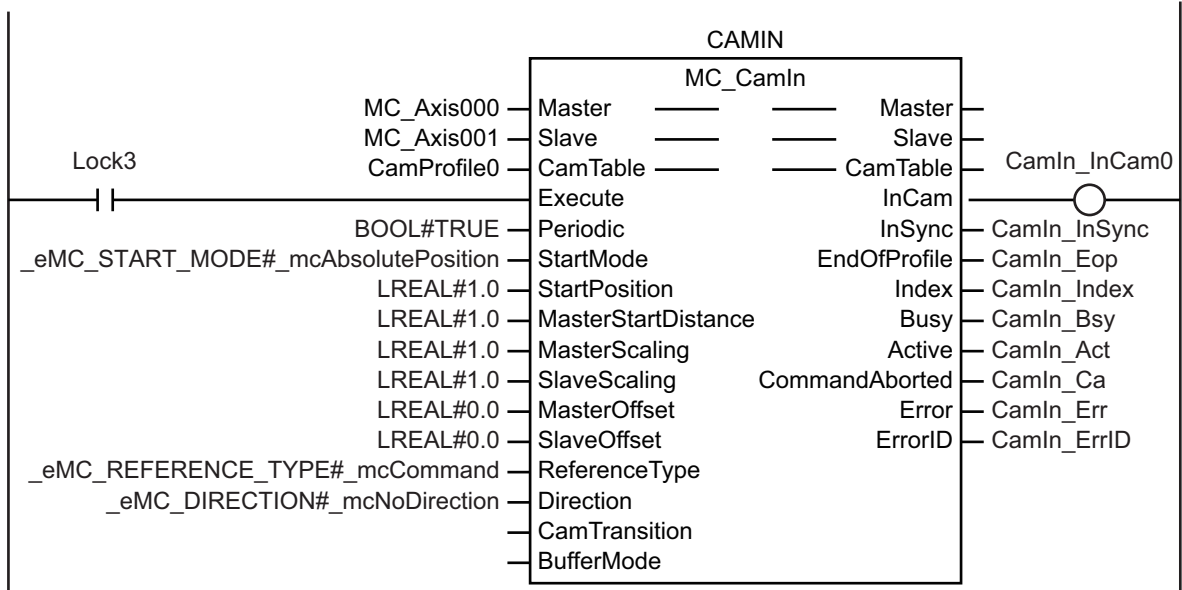 CAMIN
MC_CamIn
MC_Axis000 Master Master
MC_Axis001 Slave Slave
Lock3 CamProfile0 CamTable CamTable CamIn_InCam0
Execute InCam
BOOL#TRUE Periodic InSync CamIn_InSync
_eMC_START_MODE#_mcAbsolutePosition StartMode EndOfProfile CamIn_Eop
LREAL#1.0 StartPosition Index CamIn_Index
LREAL#1.0 MasterStartDistance Busy CamIn_Bsy
LREAL#1.0 MasterScaling Active CamIn_Act
LREAL#1.0 SlaveScaling CommandAborted CamIn_Ca
LREAL#0.0 MasterOffset Error CamIn_Err
LREAL#0.0 SlaveOffset ErrorID CamIn_ErrID
_eMC_REFERENCE_TYPE#_mcCommand ReferenceType
_eMC_DIRECTION#_mcNoDirection Direction
CamTransition
BufferMode